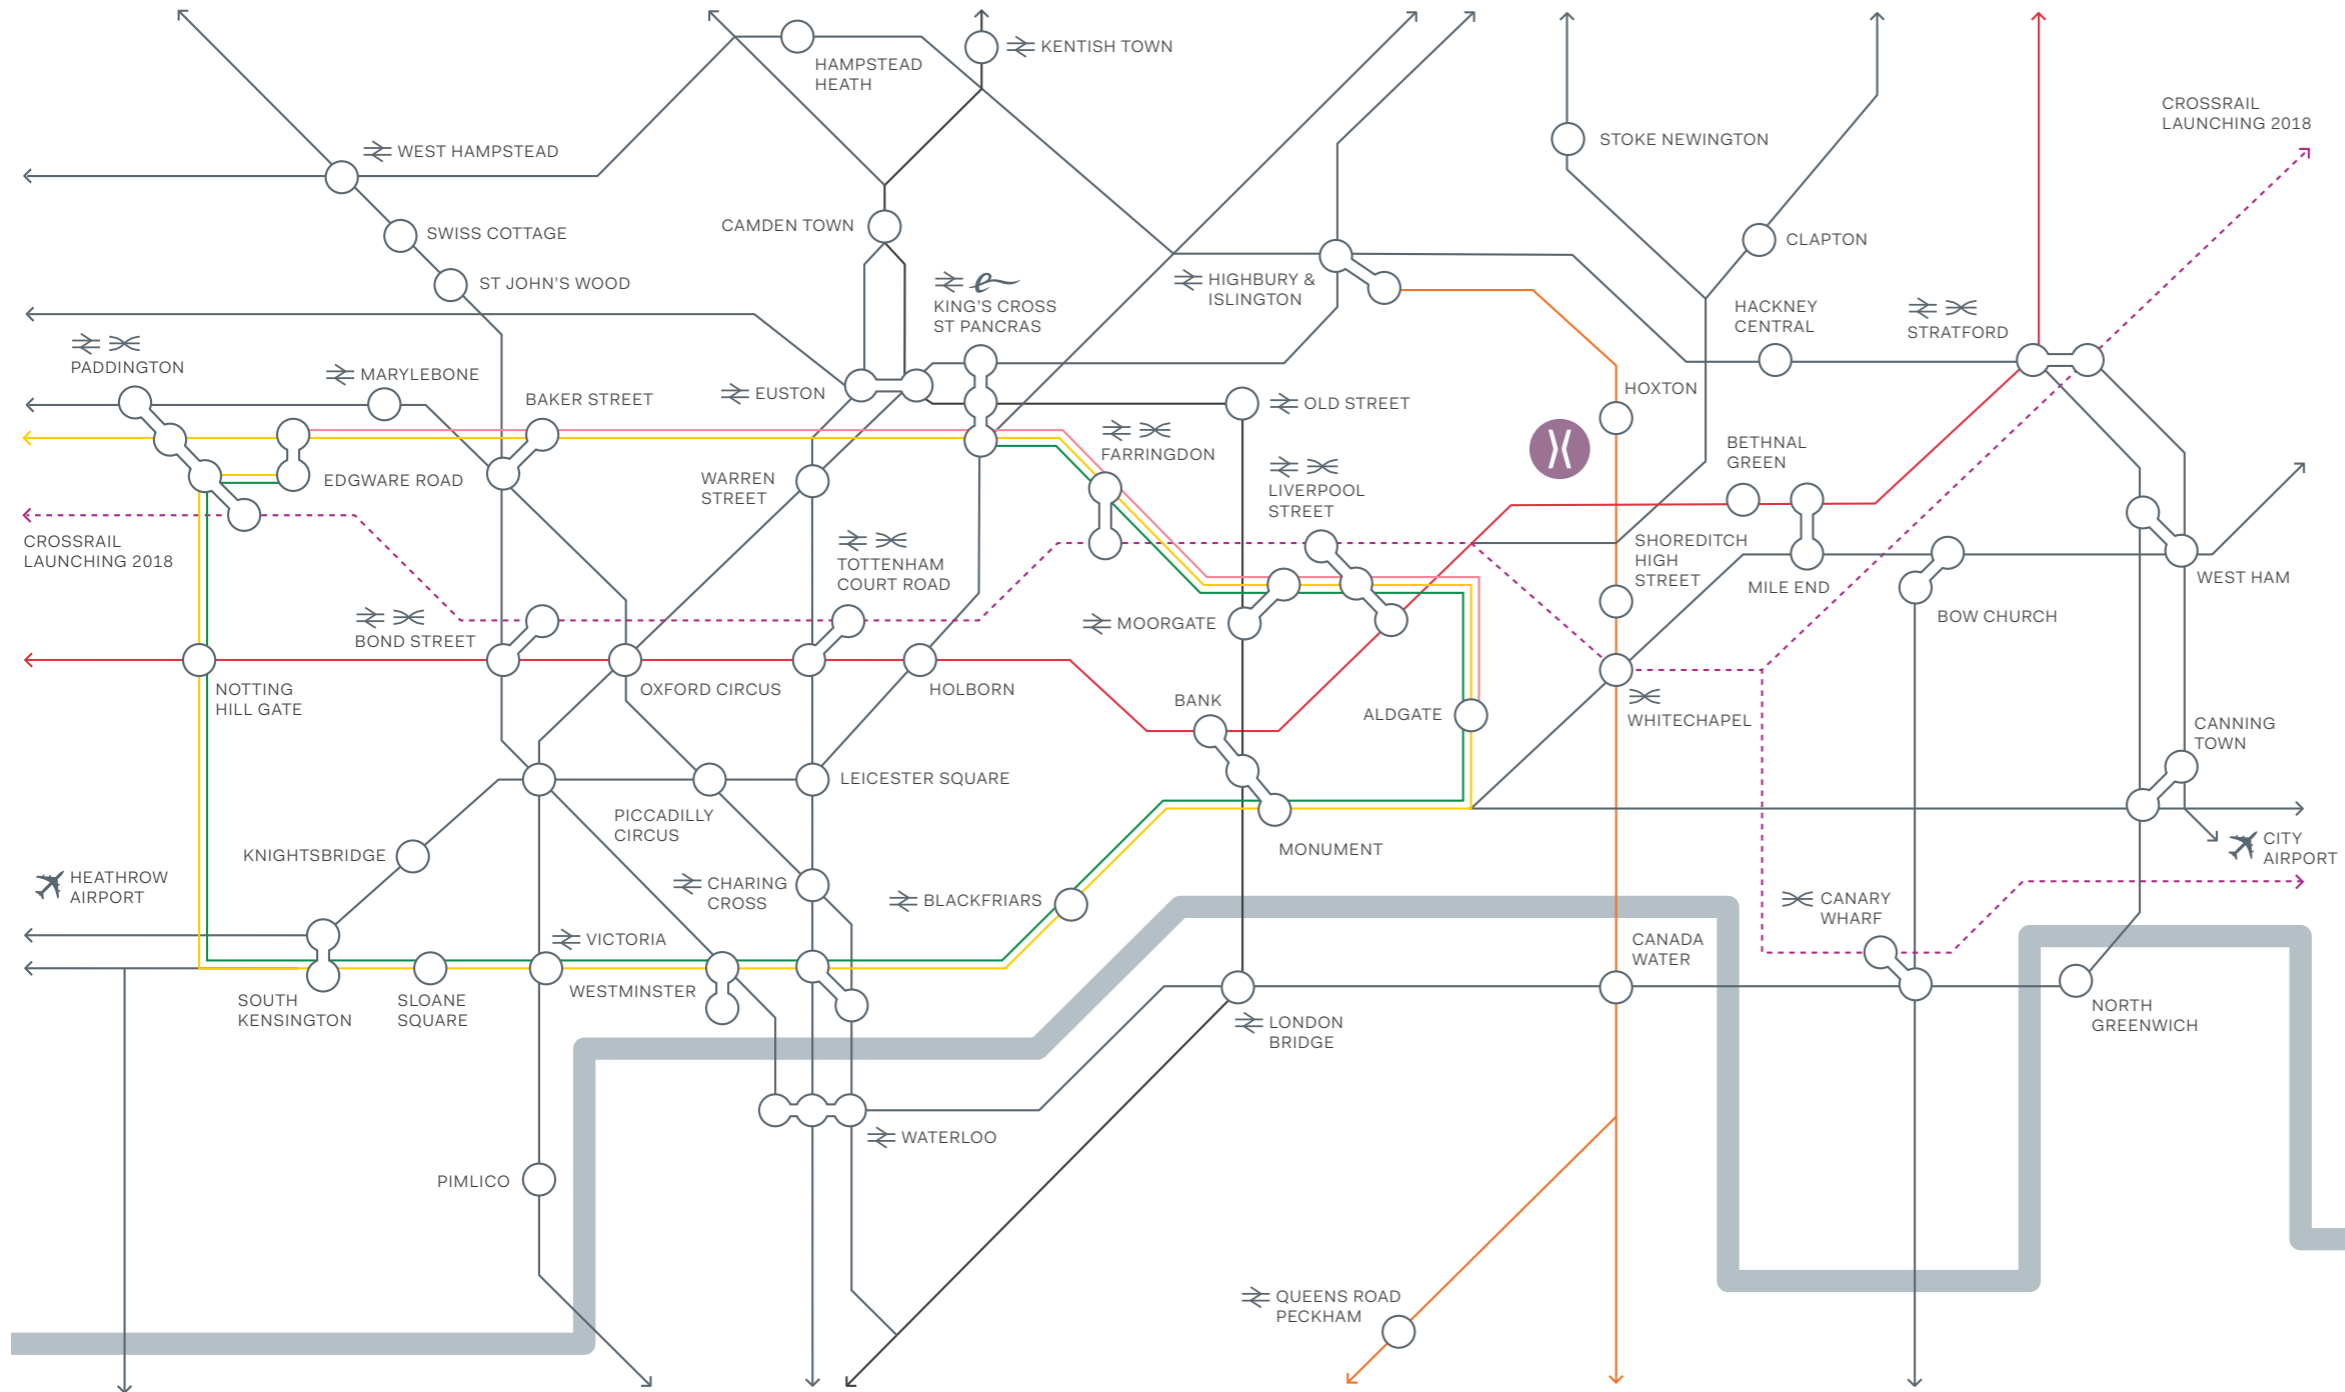 KENTISH TOWN
HAMPSTEAD
HEATH
CROSSRAIL
LAUNCHING 2018
STOKE NEWINGTON
WEST HAMPSTEAD
CAMDEN TOWN
SWISS COTTAGE
CLAPTON
ST JOHN'S WOOD
KING'S CROSS
ST PANCRAS
HIGHBURY &
ISLINGTON
HACKNEY
CENTRAL
STRATFORD
PADDINGTON
MARYLEBONE
BAKER STREET
EUSTON
OLD STREET
HOXTON
EDGWARE ROAD
WARREN
STREET
FARRINGDON
LIVERPOOL
STREET
BETHNAL
GREEN
CROSSRAIL
LAUNCHING 2018
TOTTENHAM
COURT ROAD
SHOREDITCH
HIGH
STREET
MILE END
WEST HAM
BOW CHURCH
BOND STREET
MOORGATE
NOTTING
HILL GATE
OXFORD CIRCUS
HOLBORN
BANK
ALDGATE
WHITECHAPEL
CANNING
TOWN
LEICESTER SQUARE
PICCADILLY
CIRCUS
KNIGHTSBRIDGE
MONUMENT
CITY
AIRPORT
HEATHROW
AIRPORT
CHARING
CROSS
BLACKFRIARS
CANARY
WHARF
VICTORIA
CANADA
WATER
SOUTH
KENSINGTON
SLOANE
SQUARE
WESTMINSTER
LONDON
BRIDGE
NORTH
GREENWICH
WATERLOO
PIMLICO
QUEENS ROAD
PECKHAM